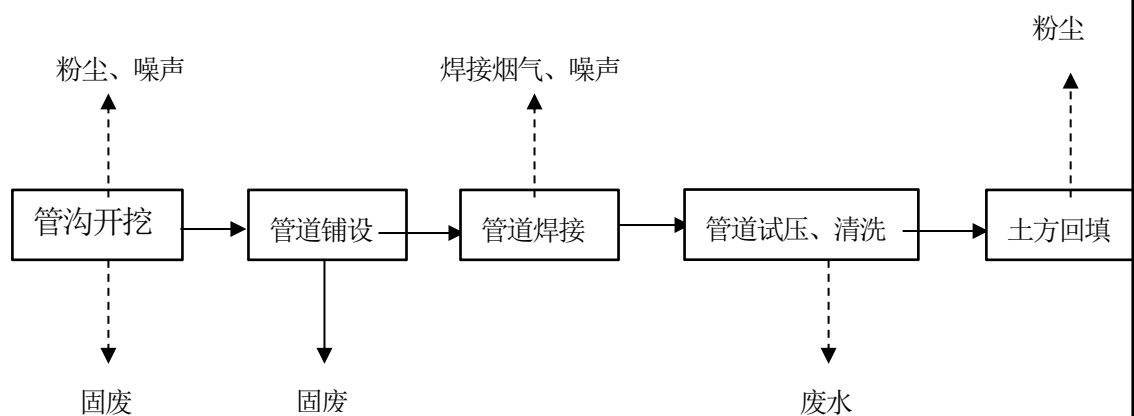 粉尘
粉尘、噪声
焊接烟气、噪声
管沟开挖
管道铺设
管道焊接
管道试压、清洗
土方回填
固废
固废
废水